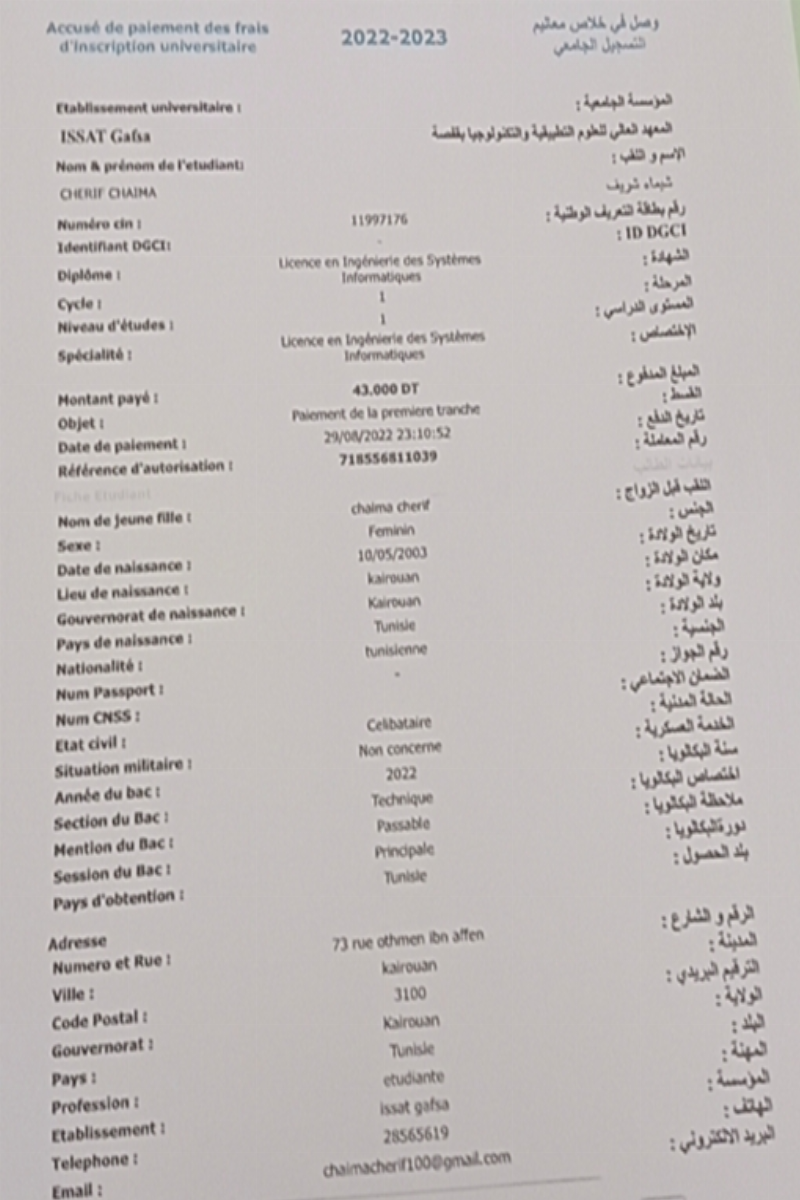 Accusé de paiement des frais d'inscription universitaire 2022-2023 وصل في خلاص معاليم التسجيل الجامعي
Etablissement universitaire : المؤسسة الجامعية :
ISSAT Gafsa المعهد العالي للعلوم التطبيقية والتكنولوجيا بقفصة
Nom & prénom de l'etudiant: الإسم و اللقب :
CHERIF CHAIMA شيماء شريف
Numéro cin : 11997176 رقم بطاقة التعريف الوطنية :
Identifiant DGCI: - ID DGCI :
Diplôme : Licence en Ingénierie des Systèmes Informatiques الشهادة :
Cycle : 1 المرحلة :
Niveau d'études : 1 المستوى الدراسي :
Spécialité : Licence en Ingénierie des Systèmes Informatiques الإختصاص :
Montant payé : 43.000 DT المبلغ المدفوع :
Objet : Paiement de la premiere tranche القسط :
Date de paiement : 29/08/2022 23:10:52 تاريخ الدفع :
Référence d'autorisation : 718556811039 رقم المعاملة :
Fiche Etudiant بيانات الطالب
Nom de jeune fille : chaima cherif اللقب قبل الزواج :
Sexe : Feminin الجنس :
Date de naissance : 10/05/2003 تاريخ الولادة :
Lieu de naissance : kairouan مكان الولادة :
Gouvernorat de naissance : Kairouan ولاية الولادة :
Pays de naissance : Tunisie بلد الولادة :
Nationalité : tunisienne الجنسية :
Num Passport : - رقم الجواز :
Num CNSS : الضمان الاجتماعي :
Etat civil : Celibataire الحالة المدنية :
Situation militaire : Non concerne الخدمة العسكرية :
Année du bac : 2022 سنة البكالوريا :
Section du Bac : Technique اختصاص البكالوريا :
Mention du Bac : Passable ملاحظة البكالوريا :
Session du Bac : Principale دورةالبكالوريا :
Pays d'obtention : Tunisie بلد الحصول :
Adresse
Numero et Rue : 73 rue othmen ibn affen الرقم و الشارع :
Ville : kairouan المدينة :
Code Postal : 3100 الترقيم البريدي :
Gouvernorat : Kairouan الولاية :
Pays : Tunisie البلد :
Profession : etudiante المهنة :
Etablissement : issat gafsa المؤسسة :
Telephone : 28565619 الهاتف :
Email : chaimacherif100@gmail.com البريد الالكتروني :